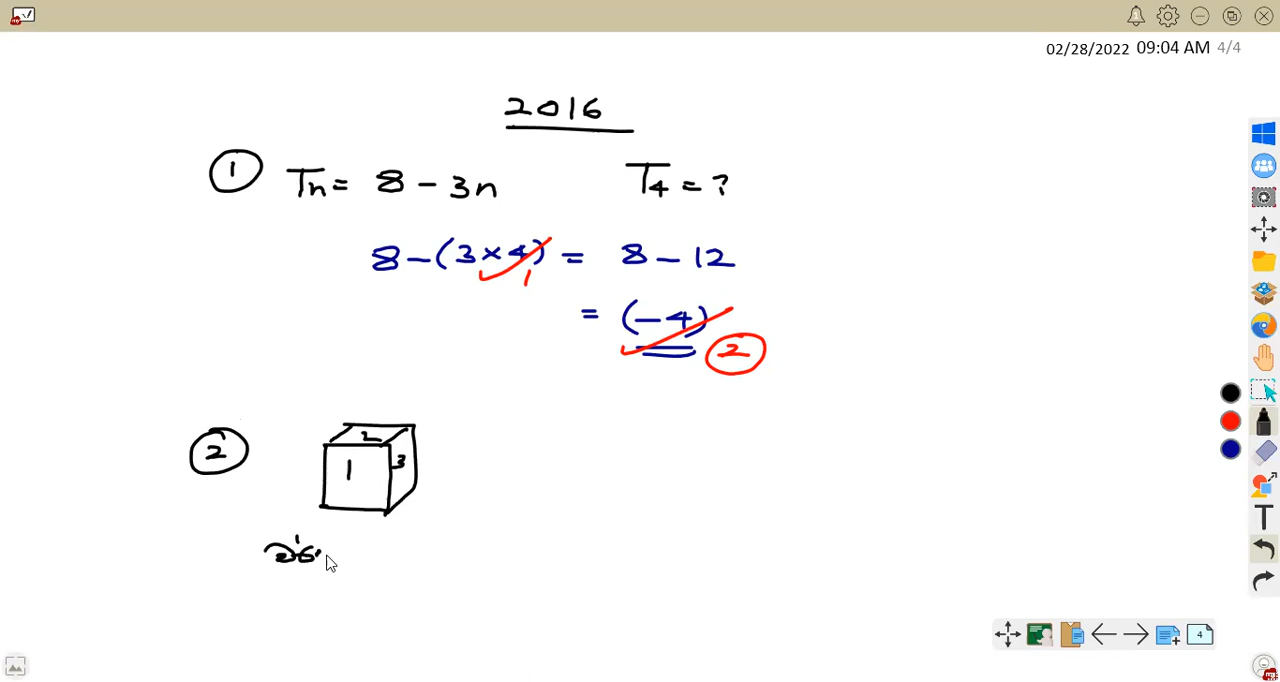 02/28/2022 09:04 AM 4/4
2016
1 Tn = 8 - 3n T4 = ?
8 - (3 × 4) = 8 - 12
1
= (-4)
2
2
2
1 3
T
4